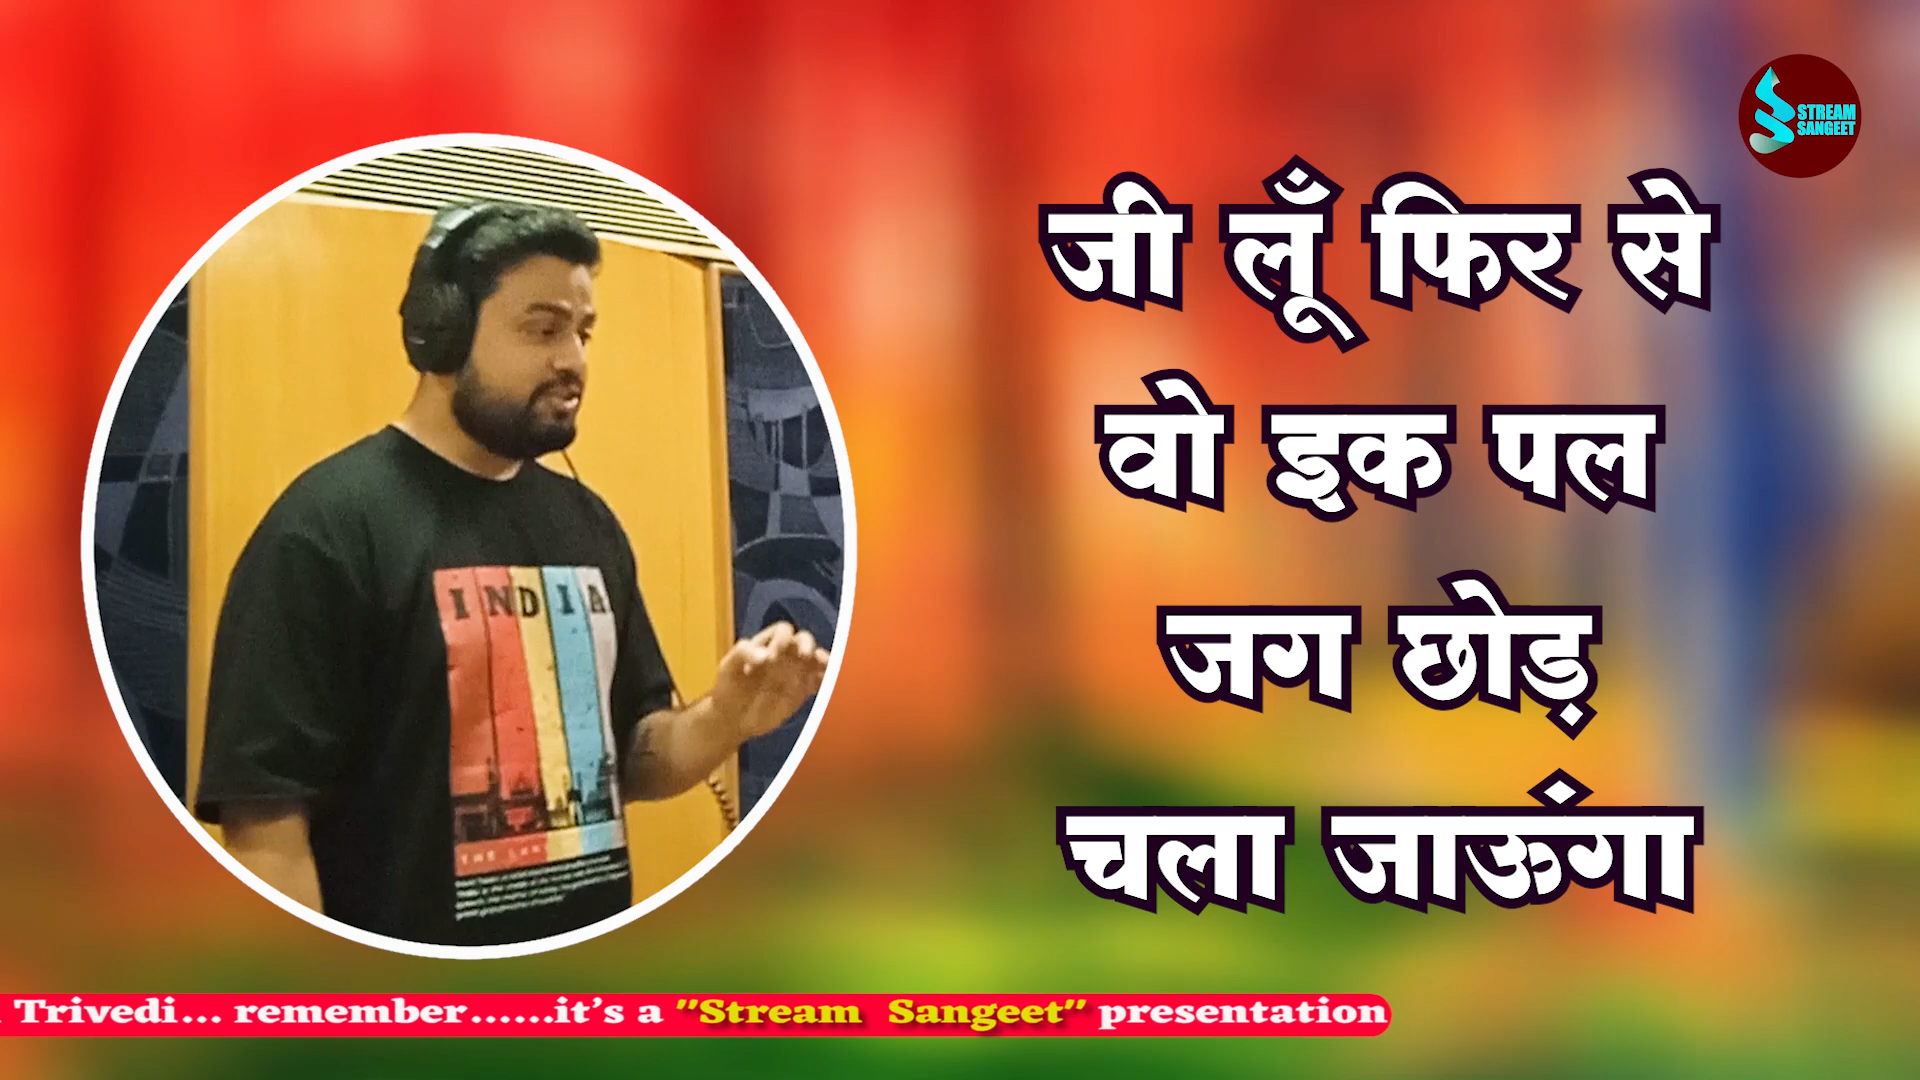 STREAM
SANGEET
जी लूँ फिर से
वो इक पल
जग छोड़
चला जाऊंगा
INDIA
Trivedi... remember......it's a "Stream Sangeet" presentation